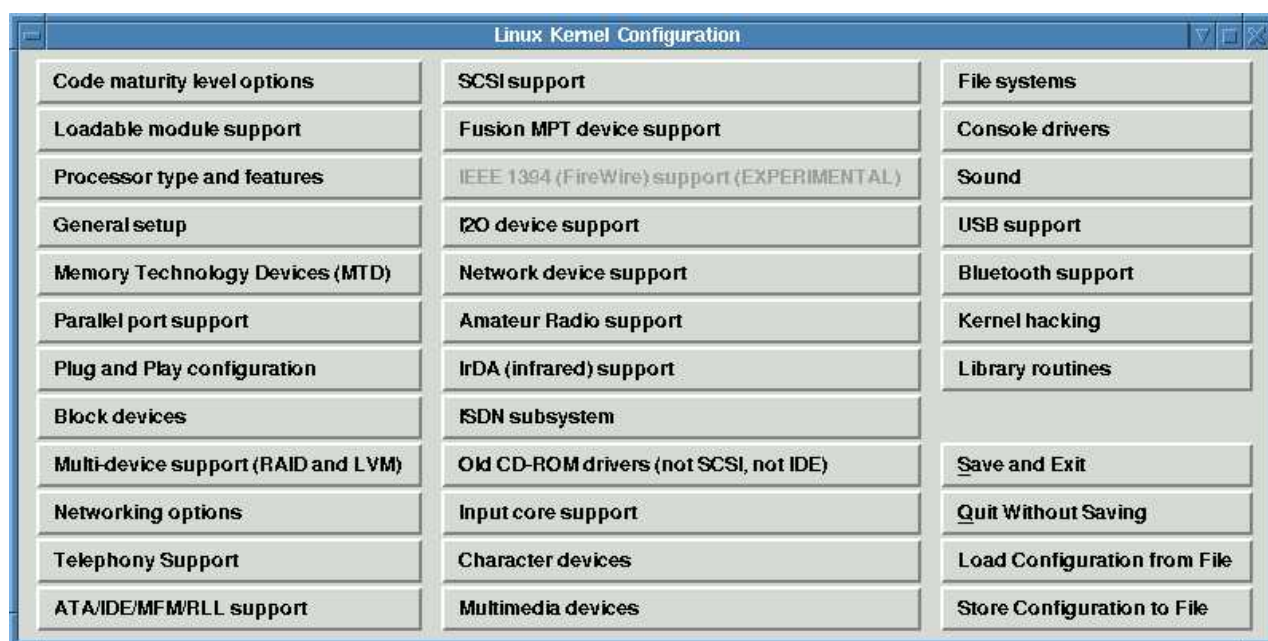 Linux Kernel Configuration
Code maturity level options
Loadable module support
Processor type and features
General setup
Memory Technology Devices (MTD)
Parallel port support
Plug and Play configuration
Block devices
Multi-device support (RAID and LVM)
Networking options
Telephony Support
ATA/IDE/MFM/RLL support
SCSI support
Fusion MPT device support
IEEE 1394 (FireWire) support (EXPERIMENTAL)
I2O device support
Network device support
Amateur Radio support
IrDA (infrared) support
ISDN subsystem
Old CD-ROM drivers (not SCSI, not IDE)
Input core support
Character devices
Multimedia devices
File systems
Console drivers
Sound
USB support
Bluetooth support
Kernel hacking
Library routines
Save and Exit
Quit Without Saving
Load Configuration from File
Store Configuration to File